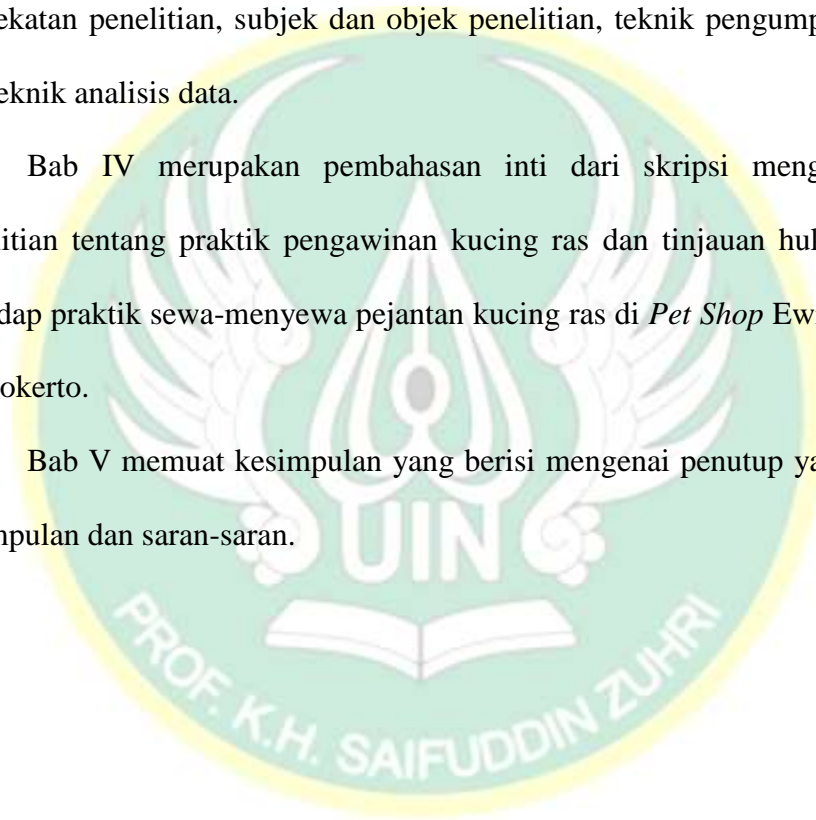 ekatan penelitian, subjek dan objek penelitian, teknik pengump
eknik analisis data.
Bab IV merupakan pembahasan inti dari skripsi meng
litian tentang praktik pengawinan kucing ras dan tinjauan huk
dap praktik sewa-menyewa pejantan kucing ras di Pet Shop Ew
okerto.
Bab V memuat kesimpulan yang berisi mengenai penutup ya
npulan dan saran-saran.
UIN
PROF. K.H. SAIFUDDIN ZUHRI